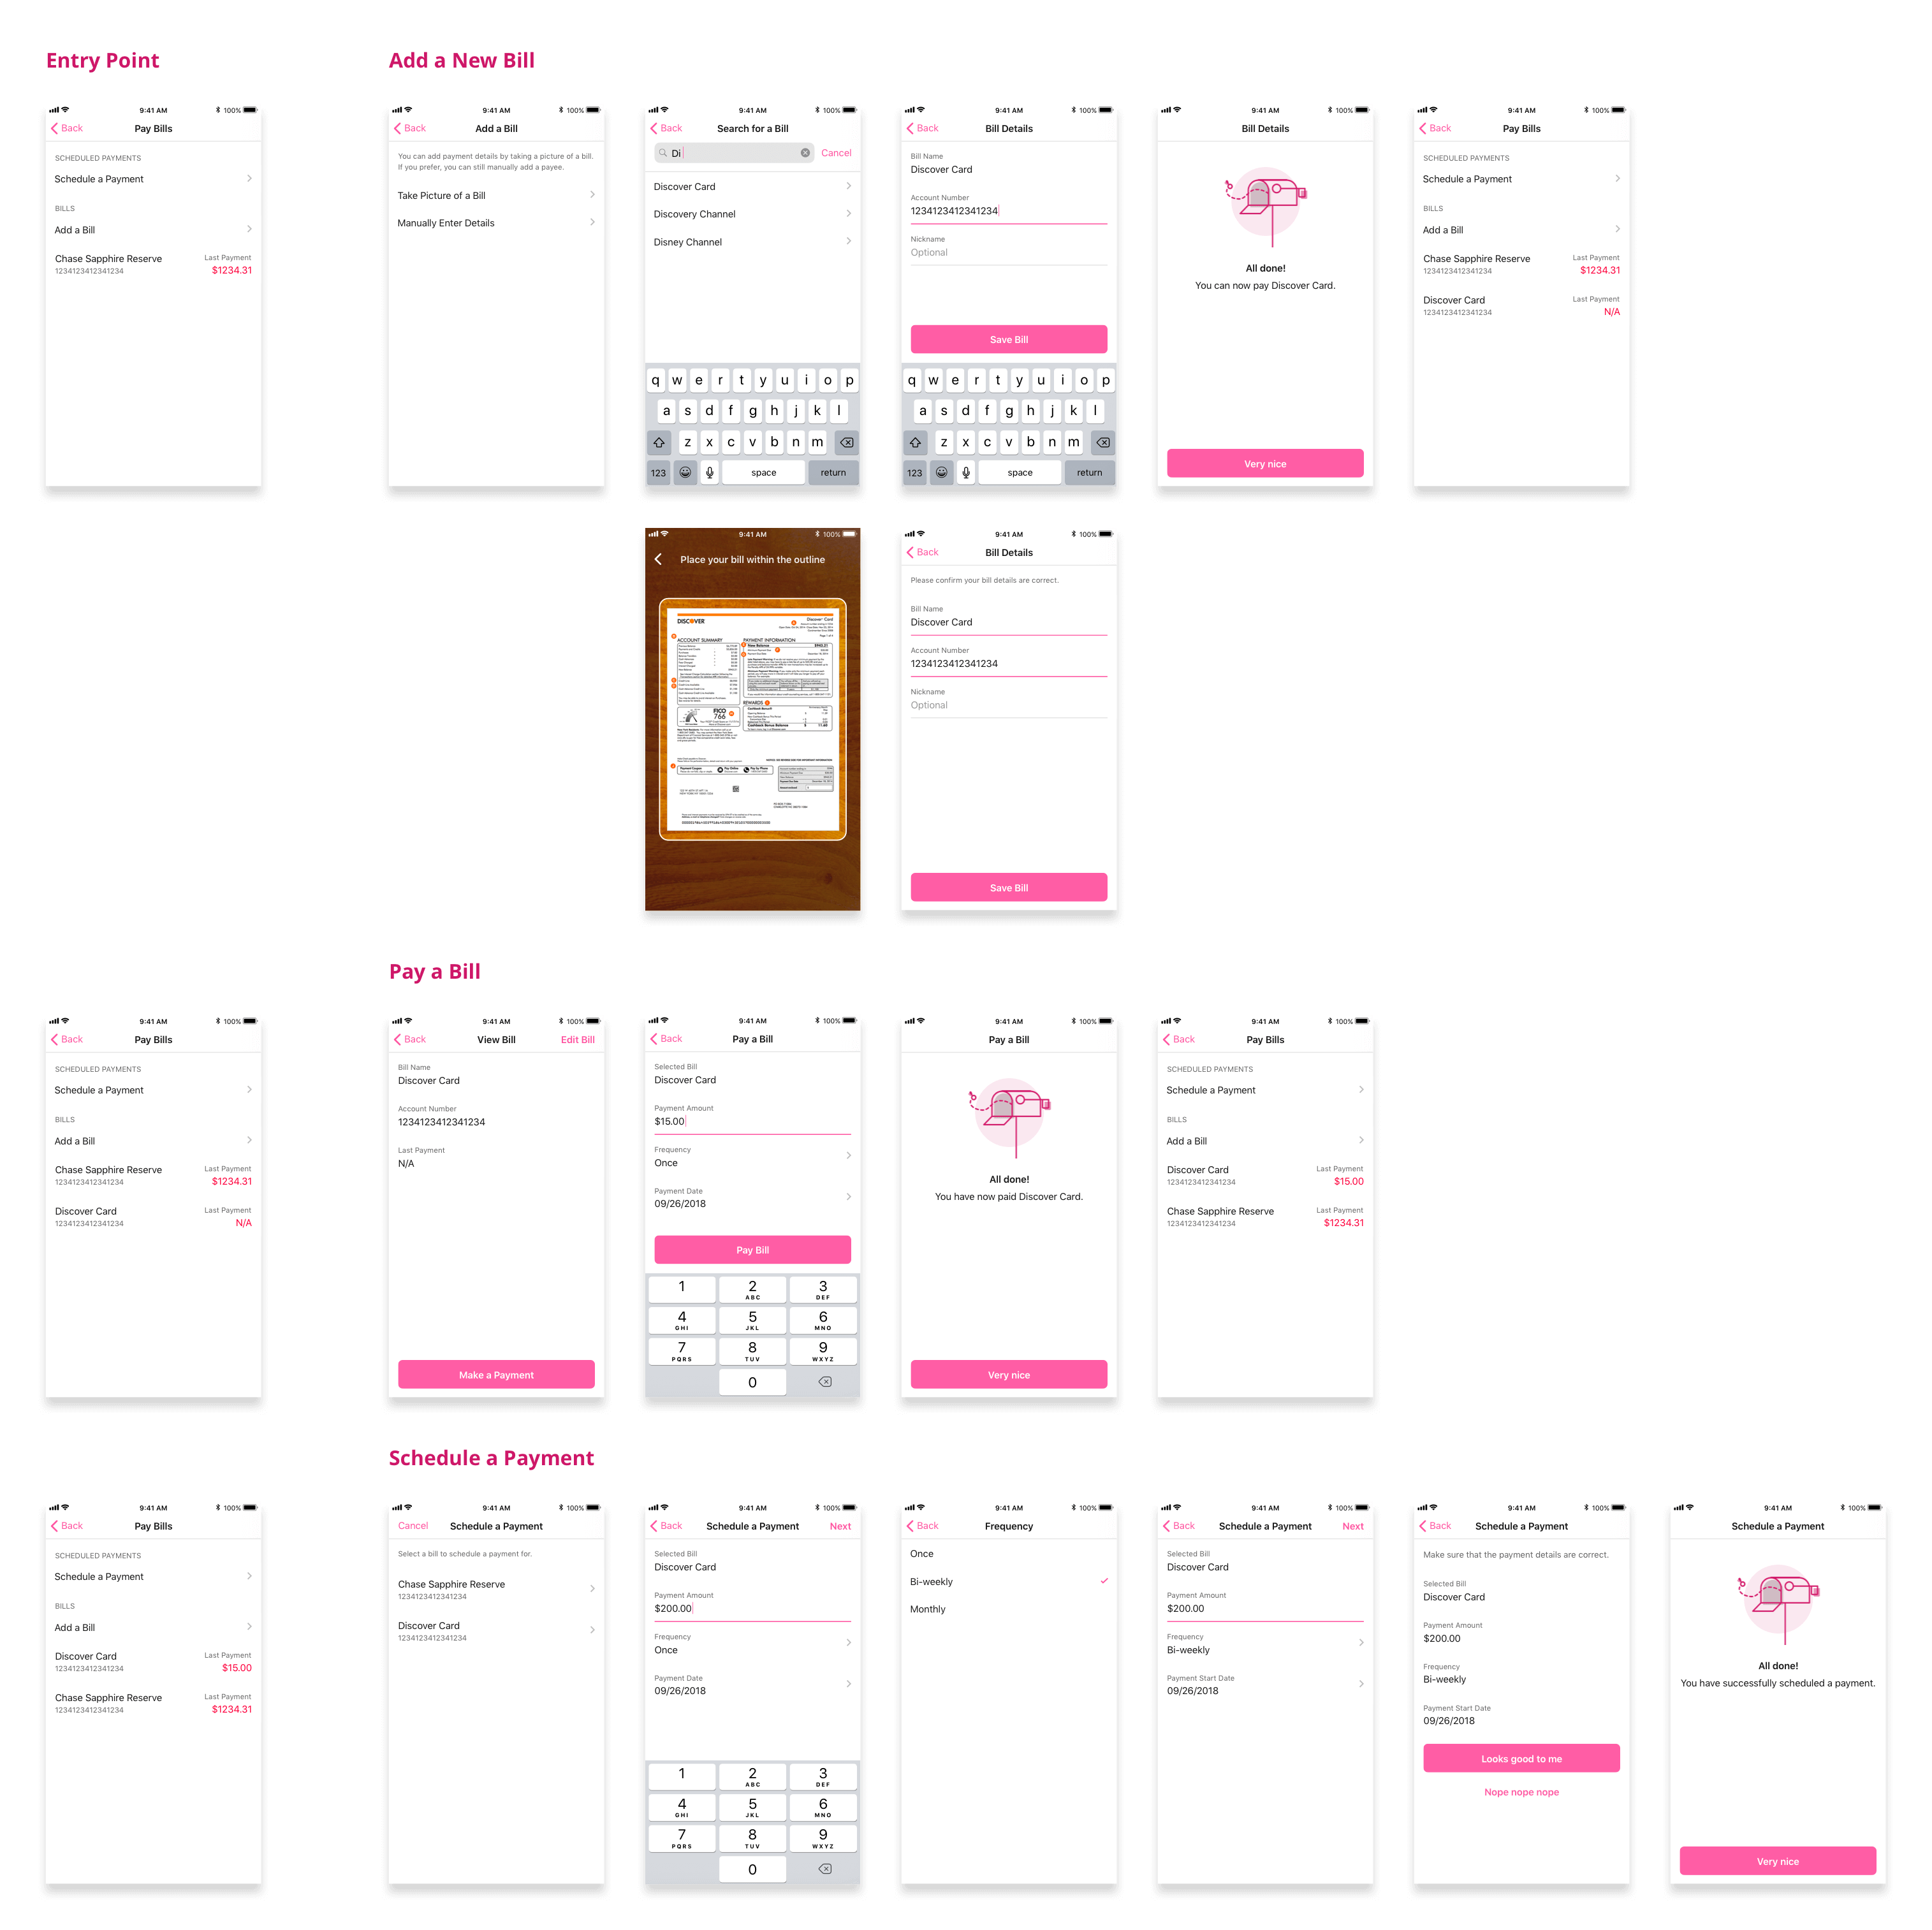 Entry Point
Add a New Bill
9:41 AM 100%
Back Pay Bills
SCHEDULED PAYMENTS
Schedule a Payment
BILLS
Add a Bill
Chase Sapphire Reserve Last Payment
1234123412341234 $1234.31
9:41 AM 100%
Back Add a Bill
You can add payment details by taking a picture of a bill.
If you prefer, you can still manually add a payee.
Take Picture of a Bill
Manually Enter Details
9:41 AM 100%
Back Search for a Bill
Di Cancel
Discover Card
Discovery Channel
Disney Channel
q w e r t y u i o p
a s d f g h j k l
z x c v b n m
123 space return
9:41 AM 100%
Back Bill Details
Bill Name
Discover Card
Account Number
1234123412341234
Nickname
Optional
Save Bill
q w e r t y u i o p
a s d f g h j k l
z x c v b n m
123 space return
9:41 AM 100%
Bill Details
All done!
You can now pay Discover Card.
Very nice
9:41 AM 100%
Back Pay Bills
SCHEDULED PAYMENTS
Schedule a Payment
BILLS
Add a Bill
Chase Sapphire Reserve Last Payment
1234123412341234 $1234.31
Discover Card Last Payment
1234123412341234 N/A
9:41 AM 100%
Place your bill within the outline
DISCOVER
Discover Card
ACCOUNT SUMMARY PAYMENT INFORMATION
New Balance
REWARDS
FICO
766
Cashback Bonus Balance
Payment Coupon Pay Online Pay by Phone
9:41 AM 100%
Back Bill Details
Please confirm your bill details are correct.
Bill Name
Discover Card
Account Number
1234123412341234
Nickname
Optional
Save Bill
Pay a Bill
9:41 AM 100%
Back Pay Bills
SCHEDULED PAYMENTS
Schedule a Payment
BILLS
Add a Bill
Chase Sapphire Reserve Last Payment
1234123412341234 $1234.31
Discover Card Last Payment
1234123412341234 N/A
9:41 AM 100%
Back View Bill Edit Bill
Bill Name
Discover Card
Account Number
1234123412341234
Last Payment
N/A
Make a Payment
9:41 AM 100%
Back Pay a Bill
Selected Bill
Discover Card
Payment Amount
$15.00
Frequency
Once
Payment Date
09/26/2018
Pay Bill
1 2 3
ABC DEF
4 5 6
GHI JKL MNO
7 8 9
PQRS TUV WXYZ
0
9:41 AM 100%
Pay a Bill
All done!
You have now paid Discover Card.
Very nice
9:41 AM 100%
Back Pay Bills
SCHEDULED PAYMENTS
Schedule a Payment
BILLS
Add a Bill
Discover Card Last Payment
1234123412341234 $15.00
Chase Sapphire Reserve Last Payment
1234123412341234 $1234.31
Schedule a Payment
9:41 AM 100%
Back Pay Bills
SCHEDULED PAYMENTS
Schedule a Payment
BILLS
Add a Bill
Discover Card Last Payment
1234123412341234 $15.00
Chase Sapphire Reserve Last Payment
1234123412341234 $1234.31
9:41 AM 100%
Cancel Schedule a Payment
Select a bill to schedule a payment for.
Chase Sapphire Reserve
1234123412341234
Discover Card
1234123412341234
9:41 AM 100%
Back Schedule a Payment Next
Selected Bill
Discover Card
Payment Amount
$200.00
Frequency
Once
Payment Date
09/26/2018
1 2 3
ABC DEF
4 5 6
GHI JKL MNO
7 8 9
PQRS TUV WXYZ
0
9:41 AM 100%
Back Frequency
Once
Bi-weekly
Monthly
9:41 AM 100%
Back Schedule a Payment Next
Selected Bill
Discover Card
Payment Amount
$200.00
Frequency
Bi-weekly
Payment Start Date
09/26/2018
9:41 AM 100%
Back Schedule a Payment
Make sure that the payment details are correct.
Selected Bill
Discover Card
Payment Amount
$200.00
Frequency
Bi-weekly
Payment Start Date
09/26/2018
Looks good to me
Nope nope nope
9:41 AM 100%
Schedule a Payment
All done!
You have successfully scheduled a payment.
Very nice